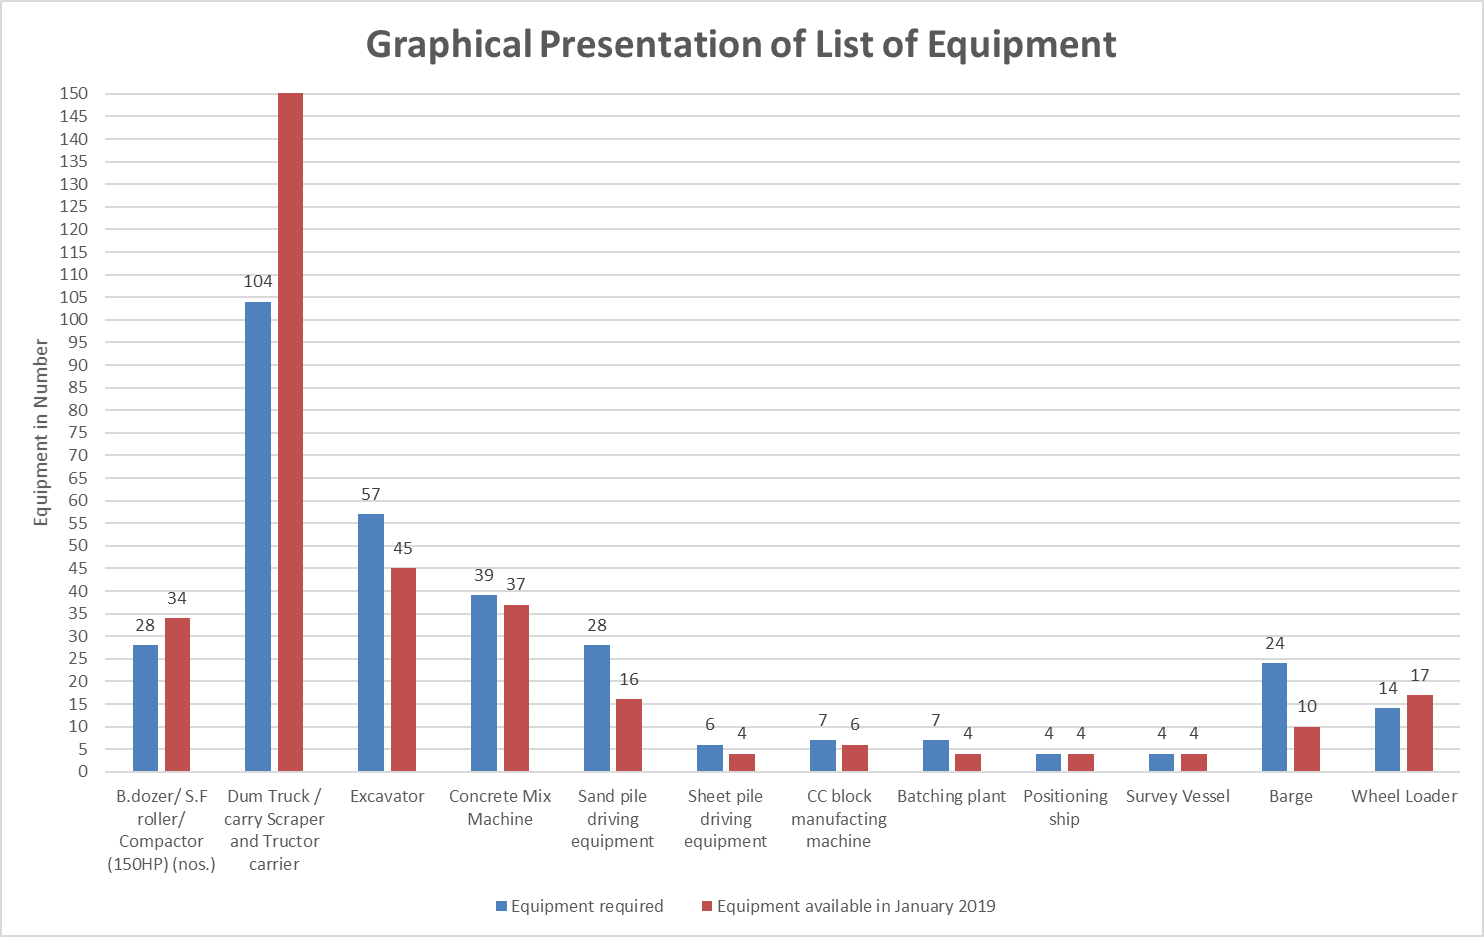 Graphical Presentation of List of Equipment
Equipment in Number
150
145
140
135
130
125
120
115
110
105
100
95
90
85
80
75
70
65
60
55
50
45
40
35
30
25
20
15
10
5
0
28
34
104
57
45
39
37
28
16
6
4
7
6
7
4
4
4
4
4
24
10
14
17
B.dozer/ S.F
roller/
Compactor
(150HP) (nos.)
Dum Truck /
carry Scraper
and Tructor
carrier
Excavator
Concrete Mix
Machine
Sand pile
driving
equipment
Sheet pile
driving
equipment
CC block
manufacting
machine
Batching plant
Positioning
ship
Survey Vessel
Barge
Wheel Loader
Equipment required
Equipment available in January 2019